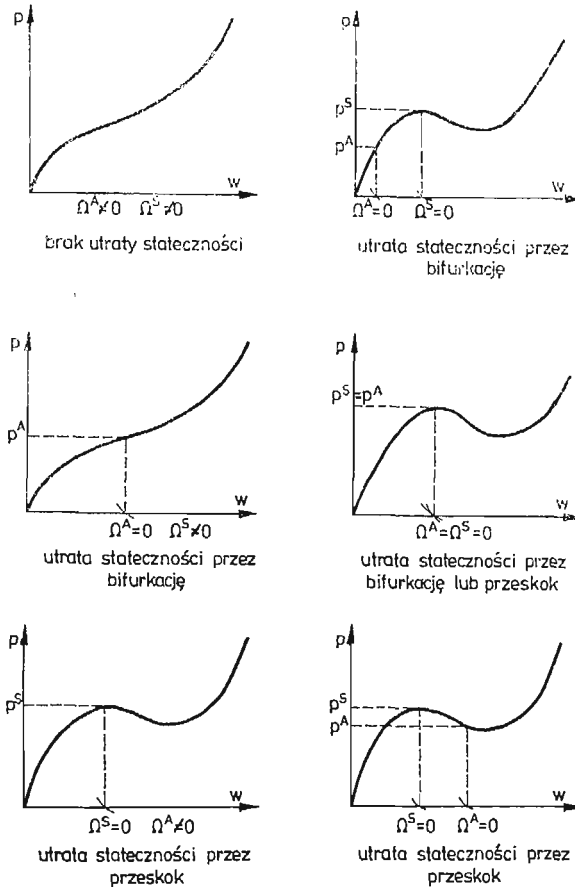 p
w
Ω^A≠0 Ω^S≠0
brak utraty stateczności
p
p^S
p^A
w
Ω^A=0 Ω^S=0
utrata stateczności przez
bifurkację
p
p^A
w
Ω^A=0 Ω^S≠0
utrata stateczności przez
bifurkację
p
p^S=p^A
w
Ω^A=Ω^S=0
utrata stateczności przez
bifurkację lub przeskok
p
p^S
w
Ω^S=0 Ω^A≠0
utrata stateczności przez
przeskok
p
p^S
p^A
w
Ω^S=0 Ω^A=0
utrata stateczności przez
przeskok